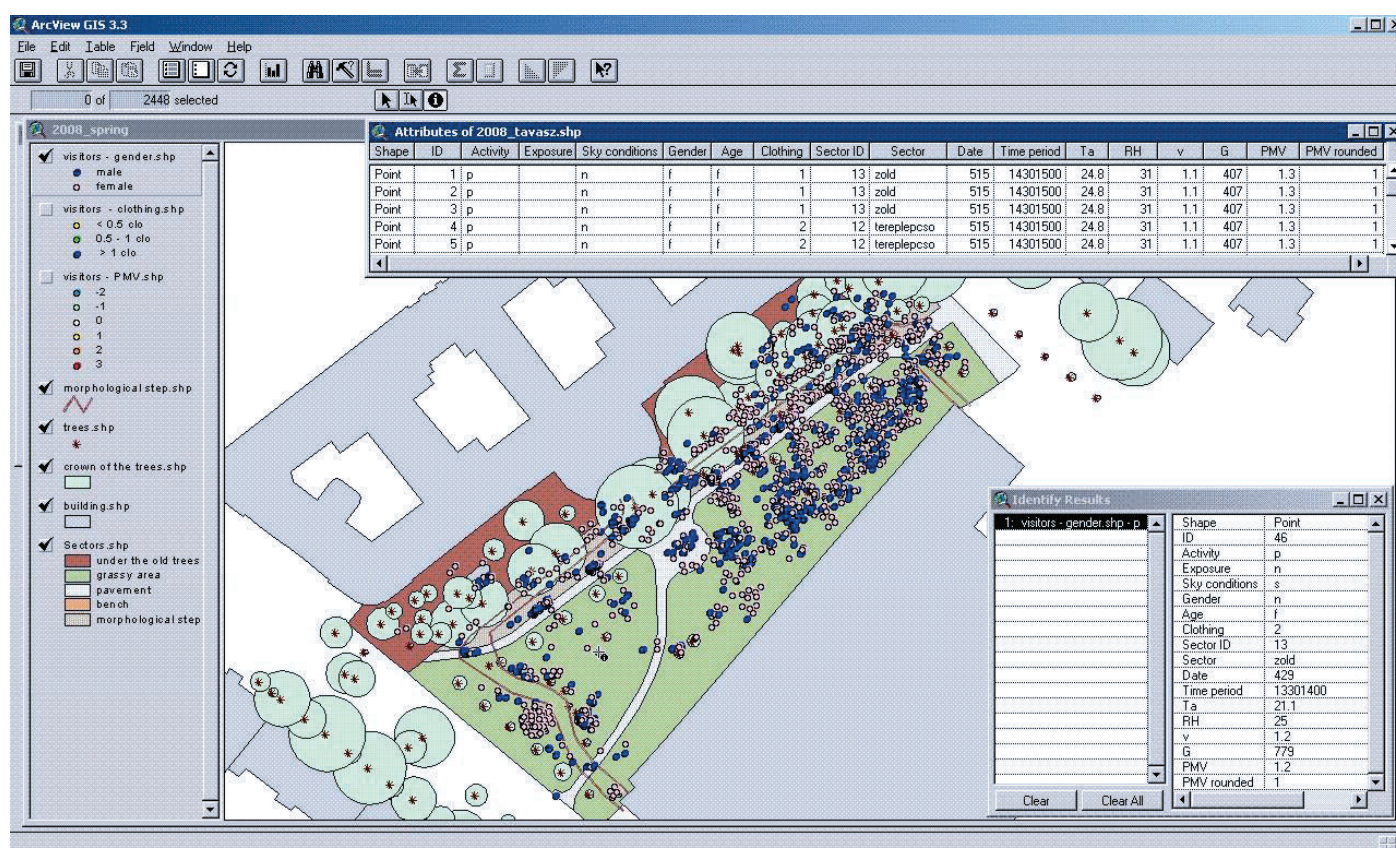 ArcView GIS 3.3
File Edit Table Field Window Help
0 of 2448 selected
2008_spring
visitors - gender.shp
male
female
visitors - clothing.shp
< 0.5 clo
0.5 - 1 clo
> 1 clo
visitors - PMV.shp
-2
-1
0
1
2
3
morphological step.shp
trees.shp
crown of the trees.shp
building.shp
Sectors.shp
under the old trees
grassy area
pavement
bench
morphological step
Attributes of 2008_tavasz.shp
Shape ID Activity Exposure Sky conditions Gender Age Clothing Sector ID Sector Date Time period Ta RH v G PMV PMV rounded
Point 1 p n f f 1 13 zold 515 14301500 24.8 31 1.1 407 1.3 1
Point 2 p n f f 1 13 zold 515 14301500 24.8 31 1.1 407 1.3 1
Point 3 p n f f 1 13 zold 515 14301500 24.8 31 1.1 407 1.3 1
Point 4 p n f f 2 12 tereplepcso 515 14301500 24.8 31 1.1 407 1.3 1
Point 5 p n f f 2 12 tereplepcso 515 14301500 24.8 31 1.1 407 1.3 1
Identify Results
1: visitors - gender.shp - p
Shape Point
ID 46
Activity p
Exposure n
Sky conditions s
Gender n
Age f
Clothing 2
Sector ID 13
Sector zold
Date 429
Time period 13301400
Ta 21.1
RH 25
v 1.2
G 779
PMV 1.2
PMV rounded 1
Clear Clear All